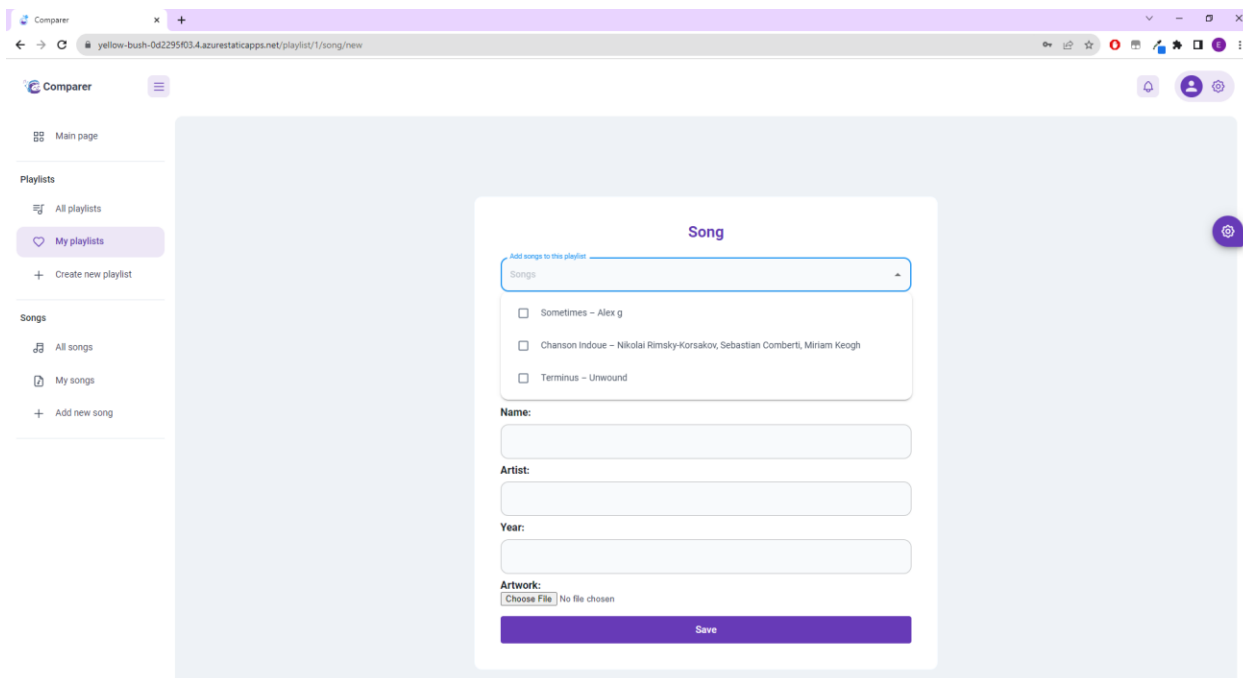 Comparer
yellow-bush-0d2295f03.4.azurestaticapps.net/playlist/1/song/new
E
Comparer
Main page
Playlists
All playlists
My playlists
Create new playlist
Songs
All songs
My songs
Add new song
Song
Add songs to this playlist
Songs
Sometimes – Alex g
Chanson Indoue – Nikolai Rimsky-Korsakov, Sebastian Comberti, Miriam Keogh
Terminus – Unwound
Name:
Artist:
Year:
Artwork:
Choose File No file chosen
Save